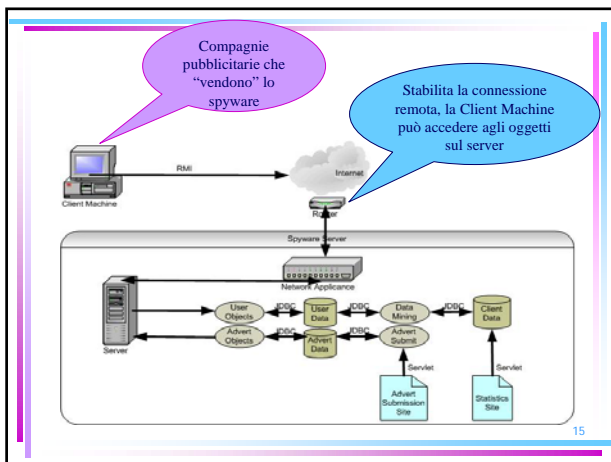 Compagnie
pubblicitarie che
“vendono” lo
spyware
Stabilita la connessione
remota, la Client Machine
può accedere agli oggetti
sul server
RMI
Internet
Client Machine
Router
Spyware Server
Network Applicance
Server
User
Objects
JDBC
User
Data
JDBC
Data
Mining
JDBC
Client
Data
Advert
Objects
JDBC
Advert
Data
JDBC
Advert
Submit
Servlet
Servlet
Advert
Submission
Site
Statistics
Site
15